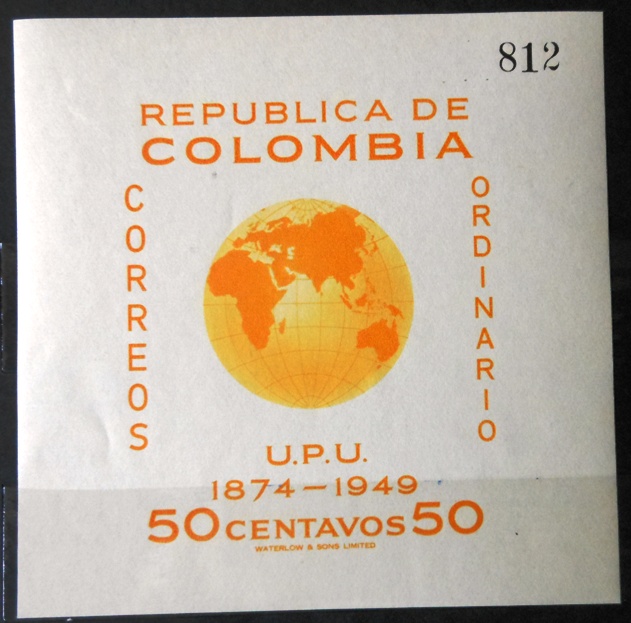 812
REPUBLICA DE
COLOMBIA
CORREOS
ORDINARIO
U.P.U.
1874-1949
50 CENTAVOS 50
WATERLOW & SONS LIMITED